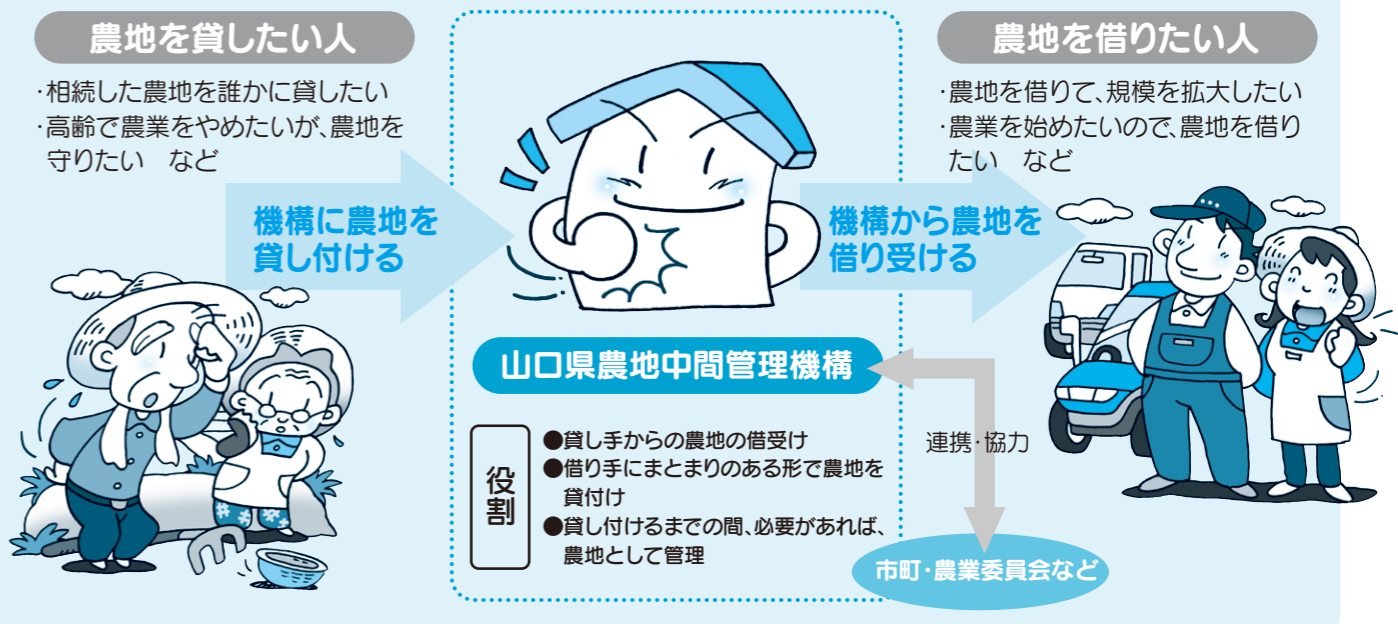 農地を貸したい人
・相続した農地を誰かに貸したい
・高齢で農業をやめたいが、農地を
守りたい　など
機構に農地を
貸し付ける
山口県農地中間管理機構
役割
●貸し手からの農地の借受け
●借り手にまとまりのある形で農地を
貸付け
●貸し付けるまでの間、必要があれば、
農地として管理
農地を借りたい人
・農地を借りて、規模を拡大したい
・農業を始めたいので、農地を借り
たい　など
機構から農地を
借り受ける
連携・協力
市町・農業委員会など